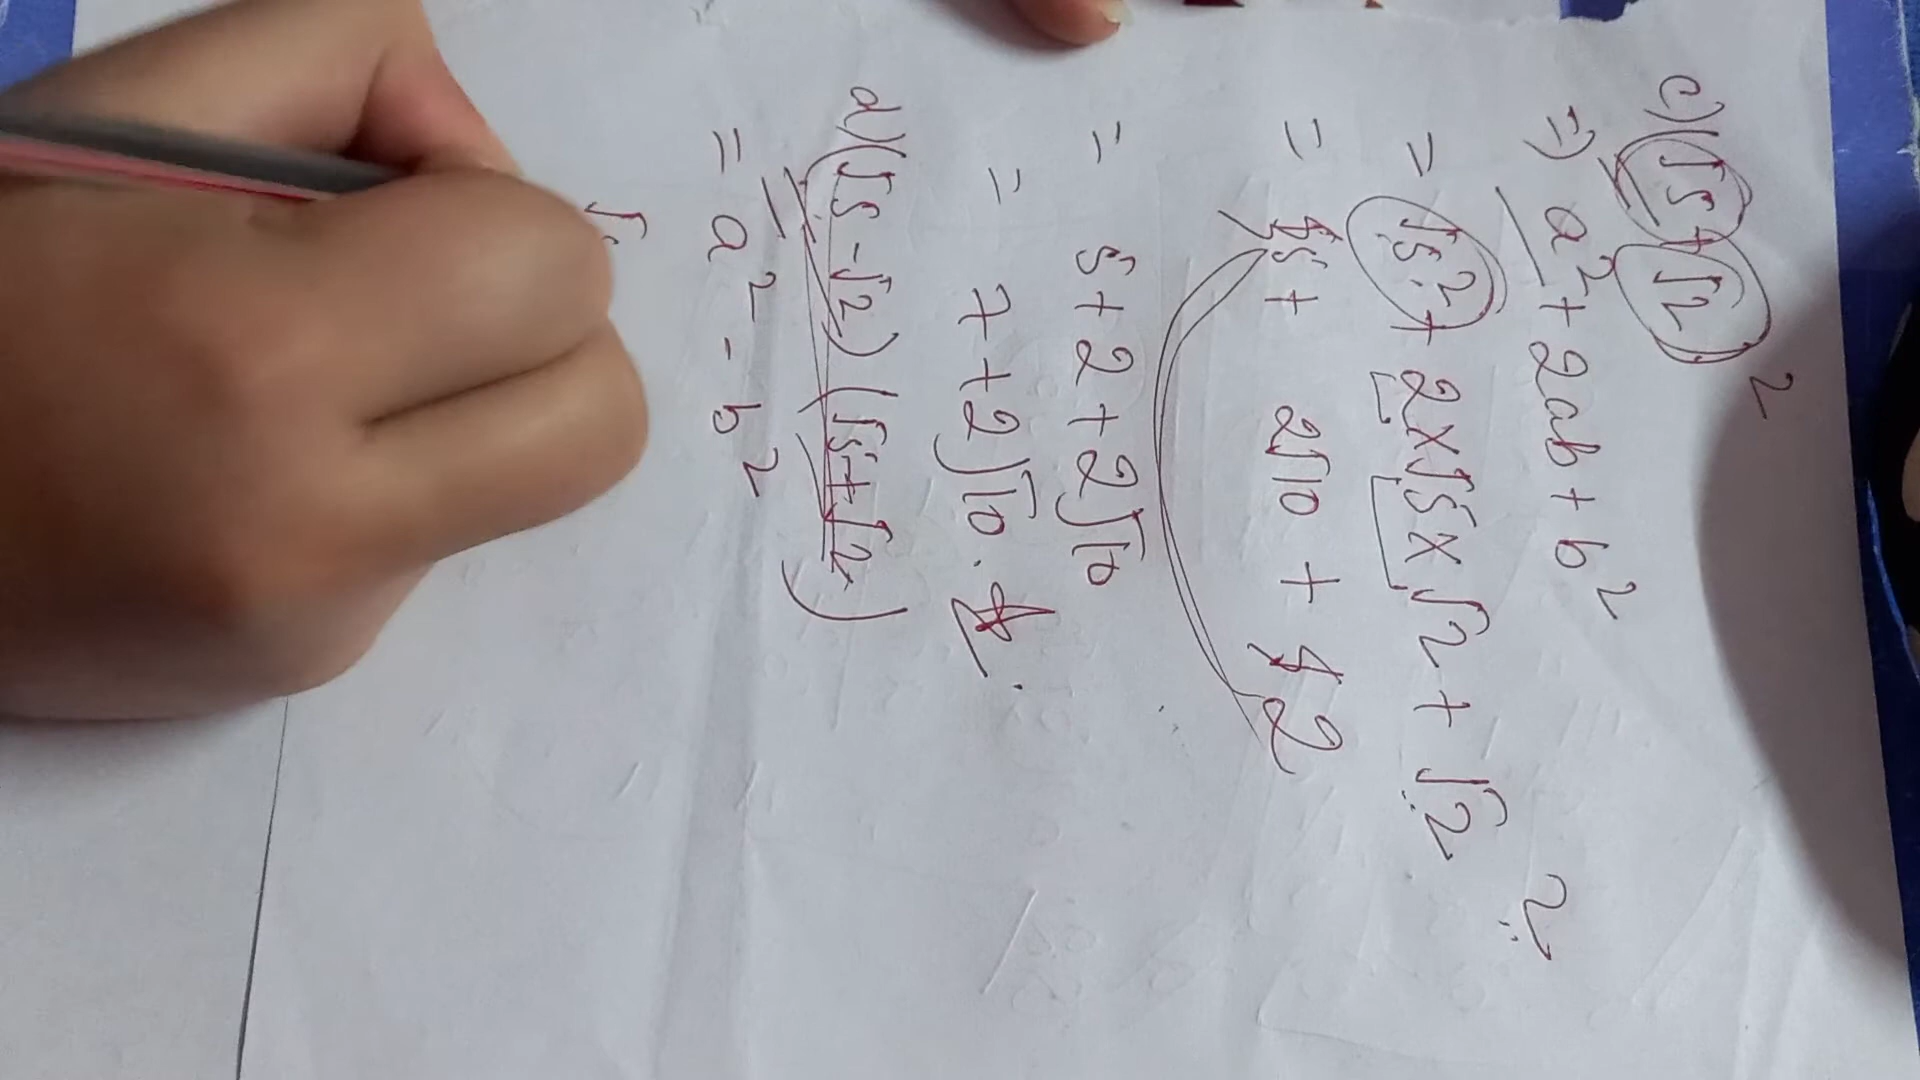 c) (√5 + √2)²
⇒ a² + 2ab + b²
= √5² + 2×√5×√2 + √2²
= 5 + 2√10 + 2
= 5 + 2 + 2√10
= 7 + 2√10.
d) (√5 - √2) (√5 + √2)
= a² - b²